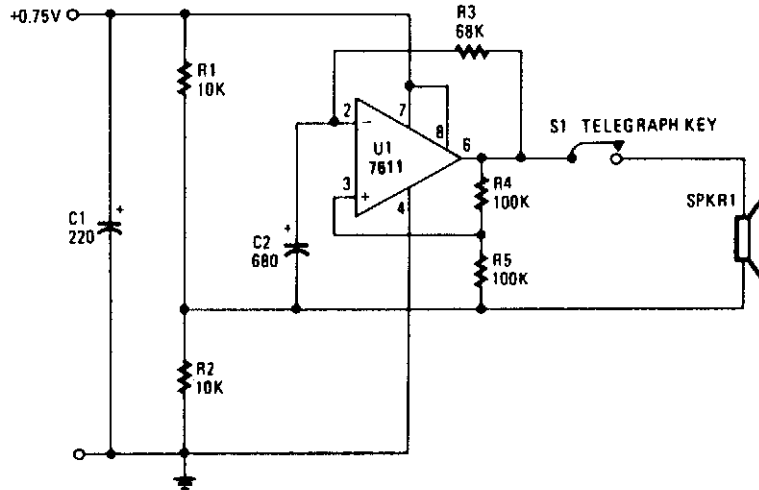 +0.75V
R3
68K
R1
10K
2
−
7
8
S1 TELEGRAPH KEY
U1
7611
6
3
+
4
R4
100K
SPKR1
+
C1
220
+
C2
680
R5
100K
R2
10K